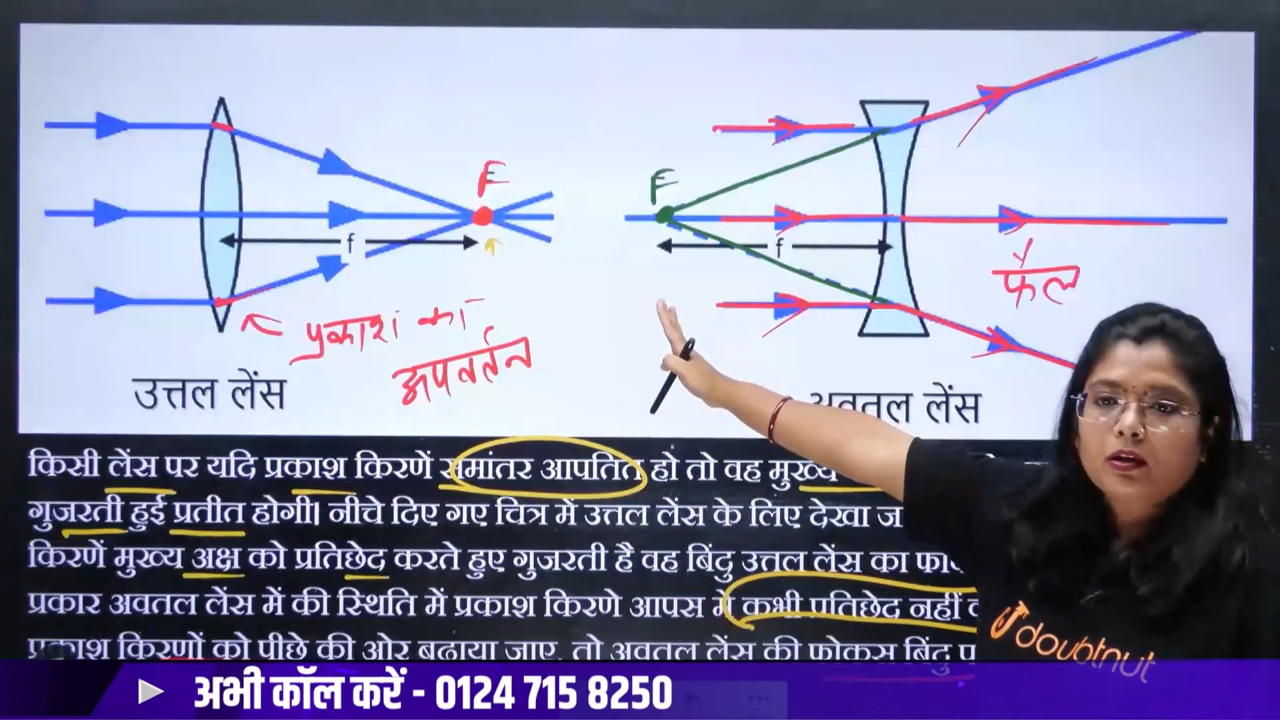 F
F
f
f
फैल
प्रकाश का
अपवर्तन
उत्तल लेंस
अवतल लेंस
किसी लेंस पर यदि प्रकाश किरणें समांतर आपतित हो तो वह मुख्य
गुजरती हुई प्रतीत होगी। नीचे दिए गए चित्र में उत्तल लेंस के लिए देखा
किरणें मुख्य अक्ष को प्रतिछेद करते हुए गुजरती है वह बिंदु उत्तल लेंस का
प्रकार अवतल लेंस में की स्थिति में प्रकाश किरणे आपस में कभी प्रतिछेद नहीं
प्रकाश किरणों को पीछे की ओर बढाया जाए, तो अवतल लेंस की फोकस बिंदु
doubtnut
अभी कॉल करें - 0124 715 8250